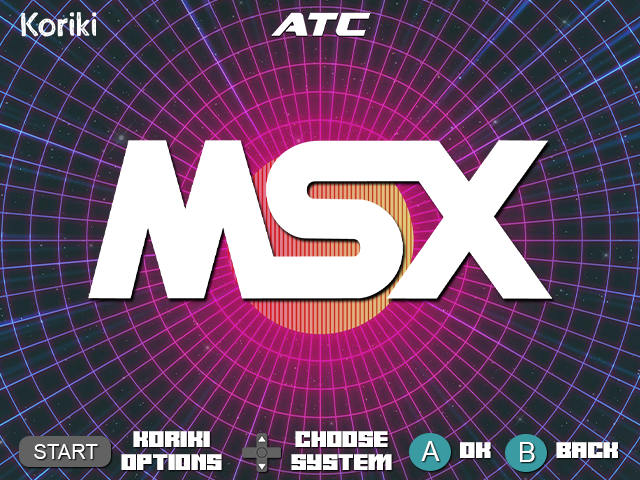 Koriki
ATC
MSX
START
KORIKI
OPTIONS
CHOOSE
SYSTEM
A
OK
B
BACK